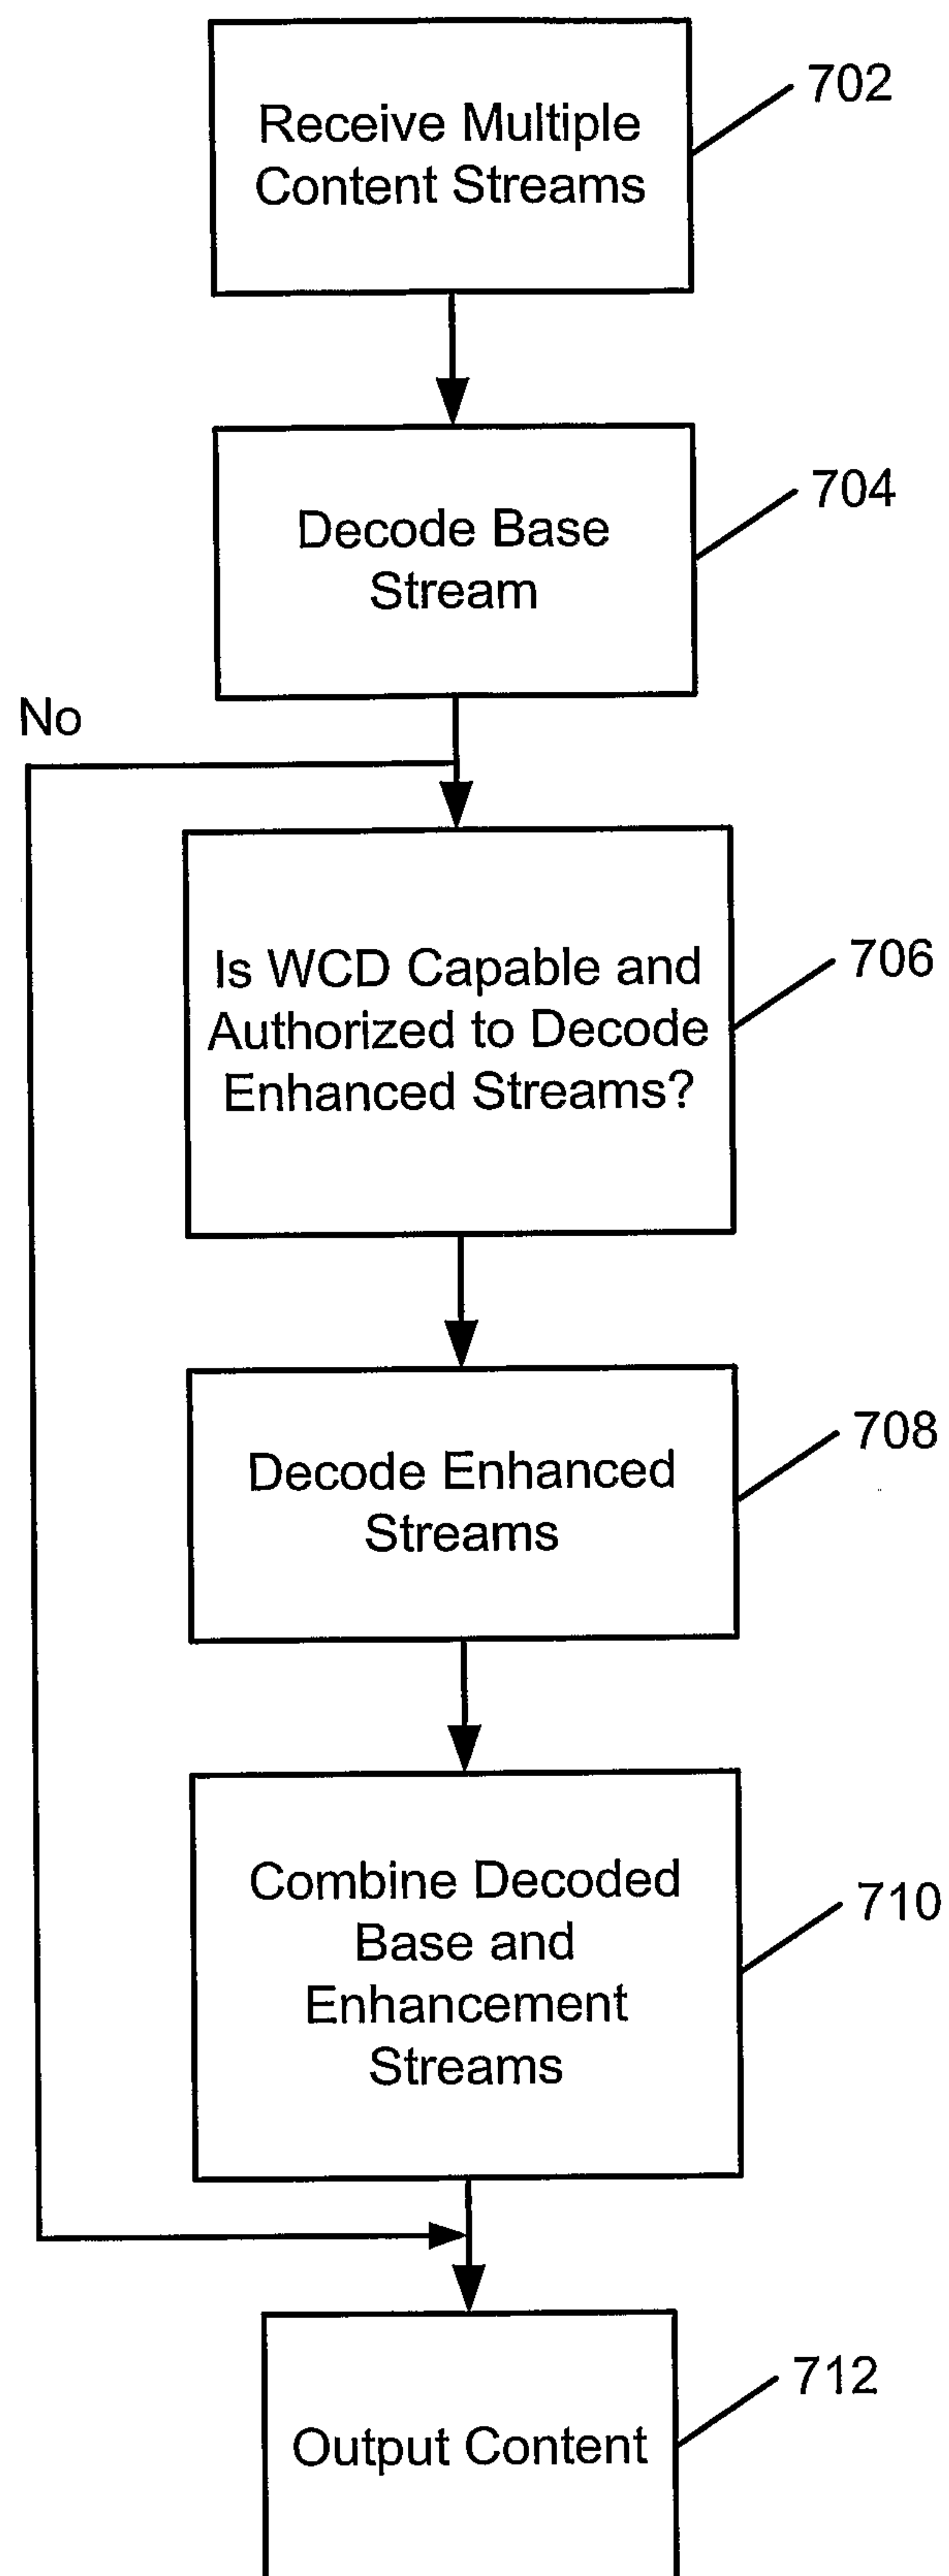 Receive Multiple
Content Streams
702
Decode Base
Stream
704
No
Is WCD Capable and
Authorized to Decode
Enhanced Streams?
706
Decode Enhanced
Streams
708
Combine Decoded
Base and
Enhancement
Streams
710
Output Content
712